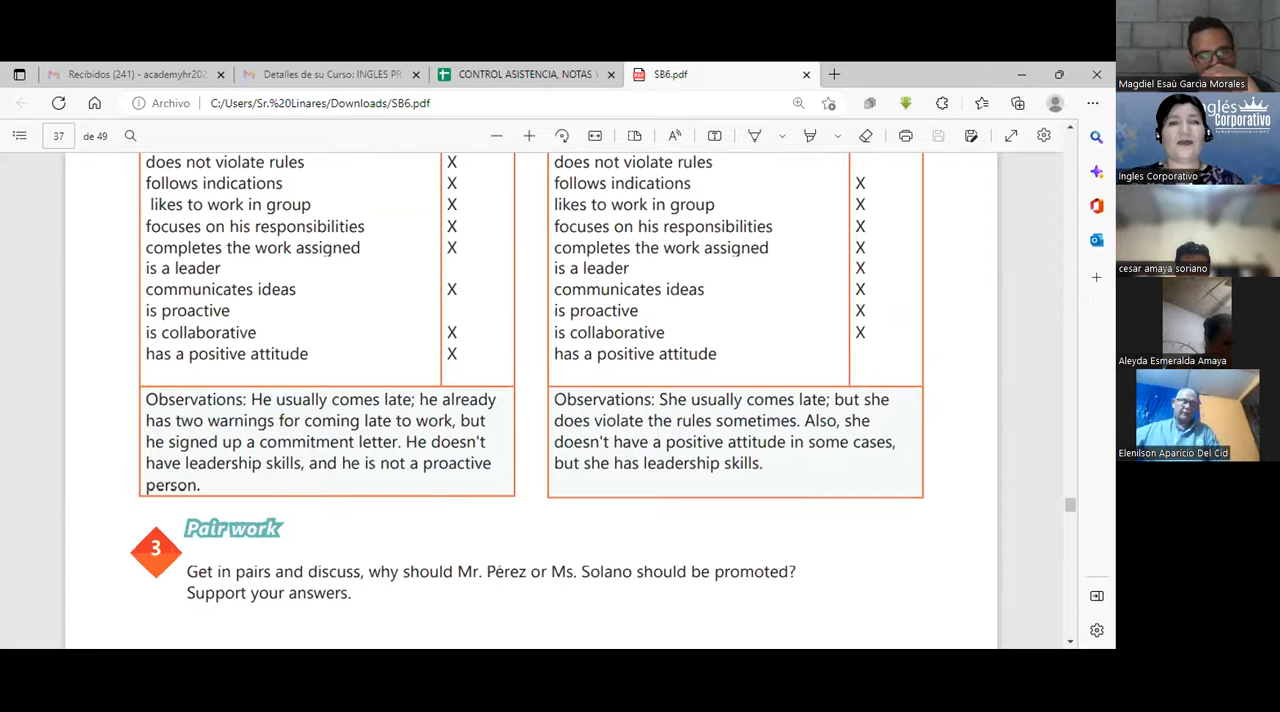 Recibidos (241) - academyhr202
Detalles de su Curso: INGLES PR
CONTROL ASISTENCIA, NOTAS Y
SB6.pdf
Archivo
C:/Users/Sr.%20Linares/Downloads/SB6.pdf
37
de 49
does not violate rules X
follows indications X
likes to work in group X
focuses on his responsibilities X
completes the work assigned X
is a leader
communicates ideas X
is proactive
is collaborative X
has a positive attitude X
Observations: He usually comes late; he already
has two warnings for coming late to work, but
he signed up a commitment letter. He doesn't
have leadership skills, and he is not a proactive
person.
does not violate rules
follows indications X
likes to work in group X
focuses on his responsibilities X
completes the work assigned X
is a leader X
communicates ideas X
is proactive X
is collaborative X
has a positive attitude
Observations: She usually comes late; but she
does violate the rules sometimes. Also, she
doesn't have a positive attitude in some cases,
but she has leadership skills.
3
Pair work
Get in pairs and discuss, why should Mr. Pérez or Ms. Solano should be promoted?
Support your answers.
Magdiel Esaù Garcia Morales
Inglés
Corporativo
Ingles Corporativo
cesar amaya soriano
Aleyda Esmeralda Amaya
Elenilson Aparicio Del Cid